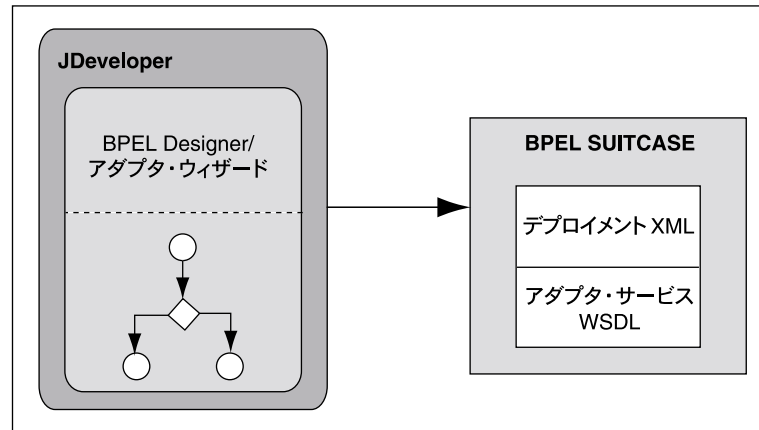 JDeveloper
BPEL Designer/
アダプタ・ウィザード
BPEL SUITCASE
デプロイメント XML
アダプタ・サービス
WSDL